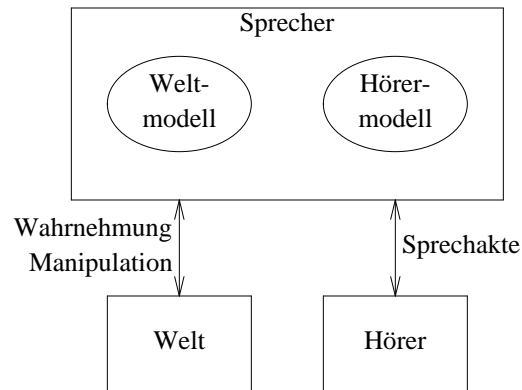 Sprecher
Welt-
modell
Hörer-
modell
Wahrnehmung
Manipulation
Sprechakte
Welt
Hörer